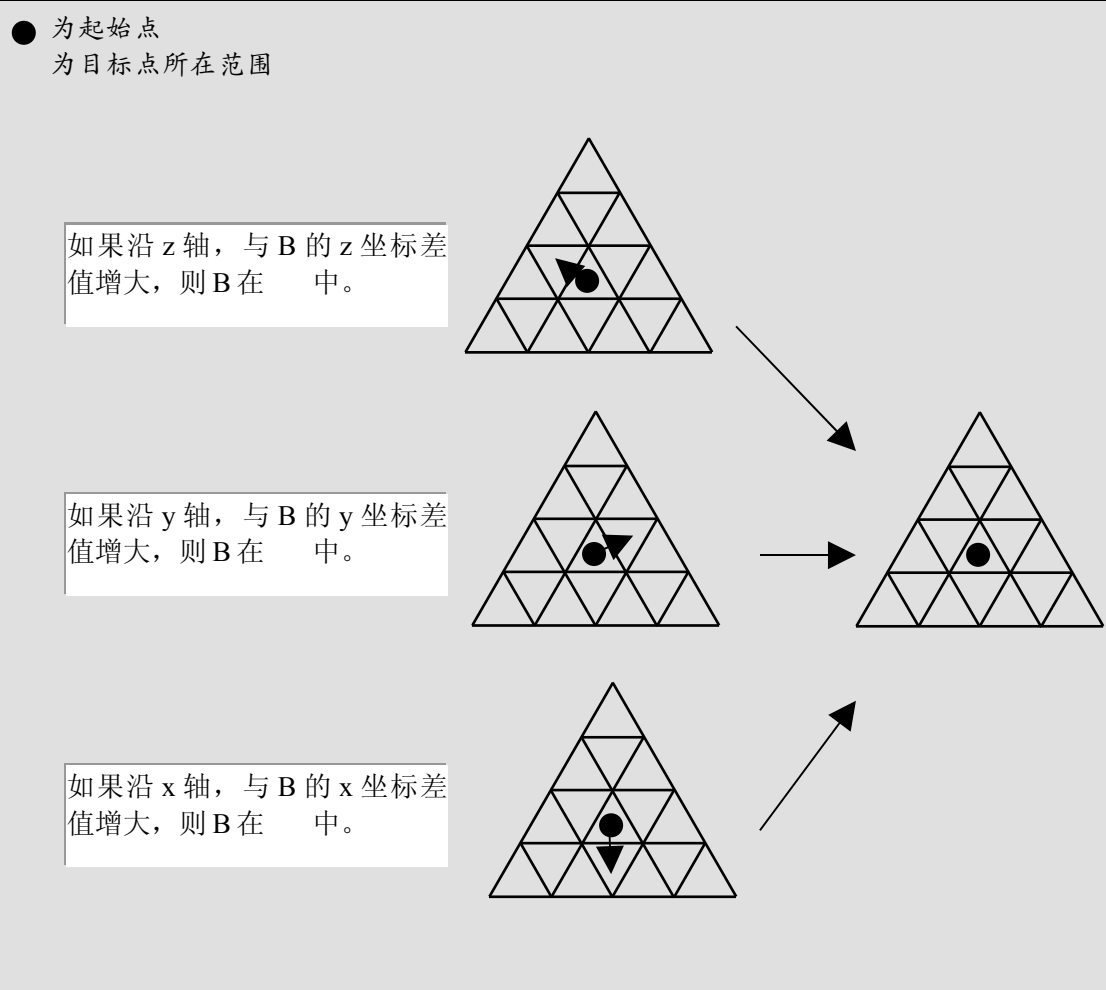 为起始点
为目标点所在范围
如果沿 z 轴，与 B 的 z 坐标差
值增大，则 B 在 中。
如果沿 y 轴，与 B 的 y 坐标差
值增大，则 B 在 中。
如果沿 x 轴，与 B 的 x 坐标差
值增大，则 B 在 中。